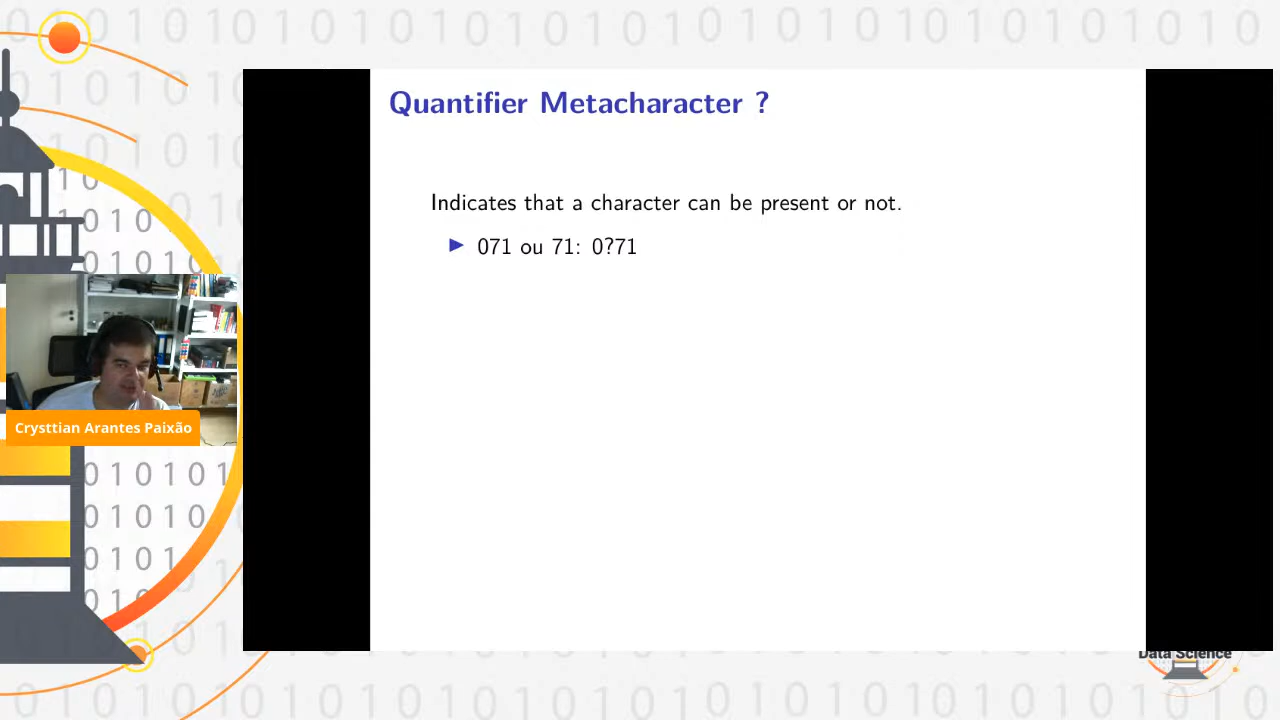 Quantifier Metacharacter ?
Indicates that a character can be present or not.
► 071 ou 71: 0?71
Crysttian Arantes Paixão
Data Science